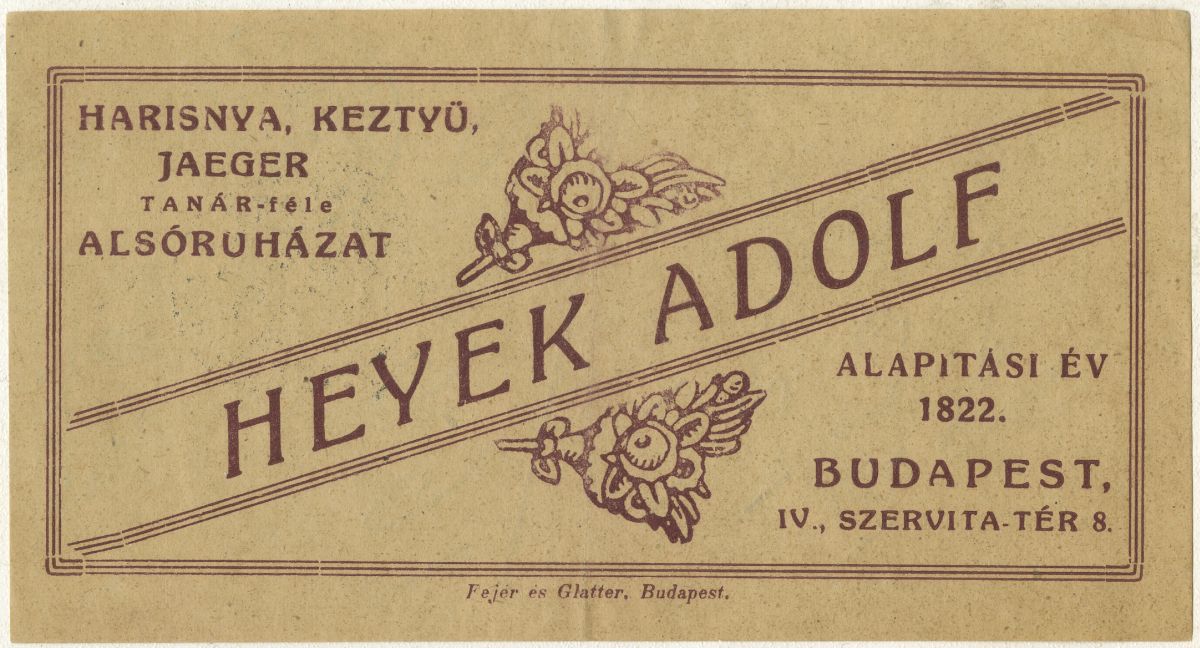 HARISNYA, KEZTYÜ,
JAEGER
TANÁR-féle
ALSÓRUHÁZAT
HEYEK ADOLF
ALAPITÁSI ÉV
1822.
BUDAPEST,
IV., SZERVITA-TÉR 8.
Fejér és Glatter, Budapest.